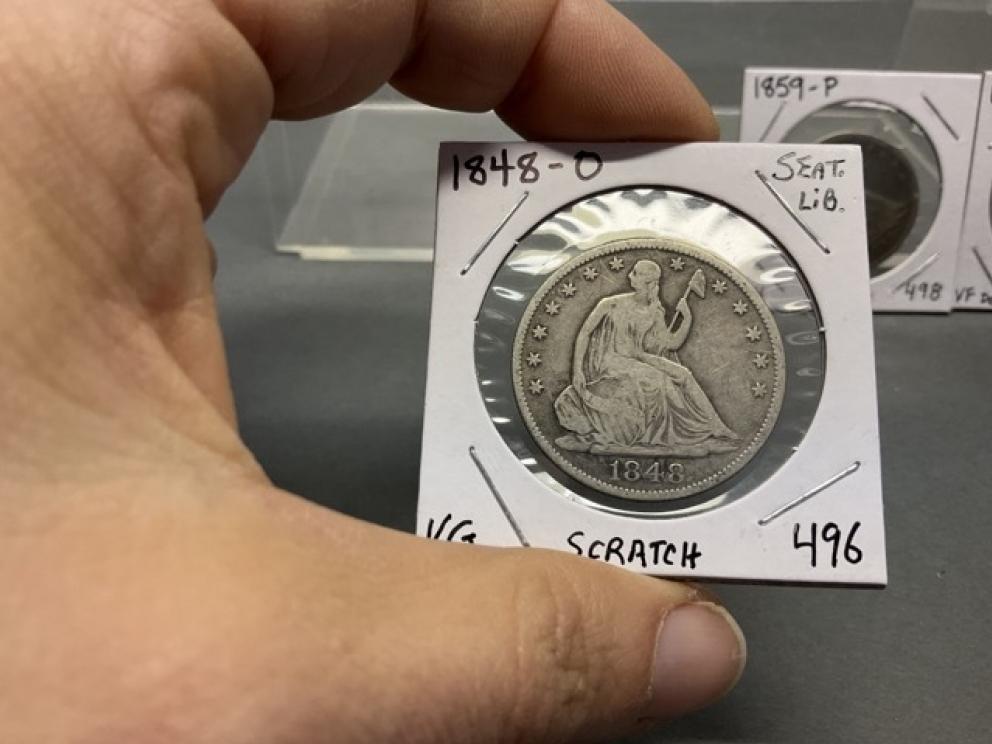 1859-P
1848-O
SEAT.
LIB.
1848
498
VF
VG
SCRATCH
496